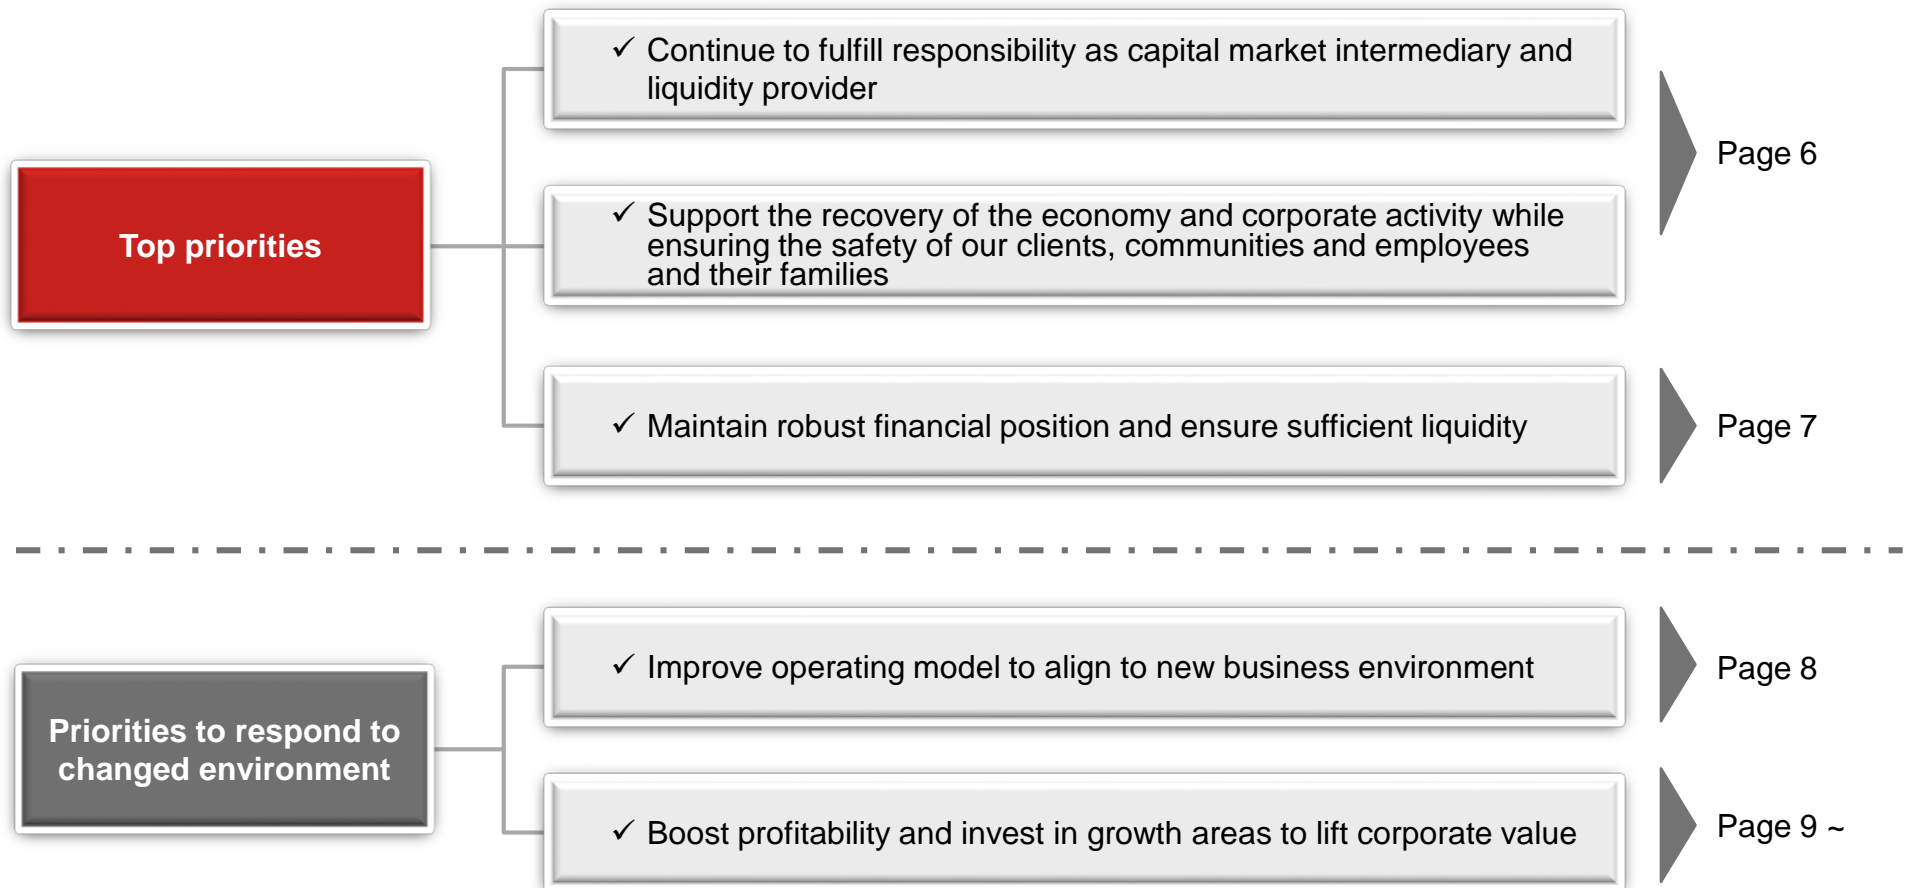 ✓ Continue to fulfill responsibility as capital market intermediary and
liquidity provider
Page 6
Top priorities
✓ Support the recovery of the economy and corporate activity while
ensuring the safety of our clients, communities and employees
and their families
✓ Maintain robust financial position and ensure sufficient liquidity
Page 7
✓ Improve operating model to align to new business environment
Page 8
Priorities to respond to
changed environment
✓ Boost profitability and invest in growth areas to lift corporate value
Page 9 ~